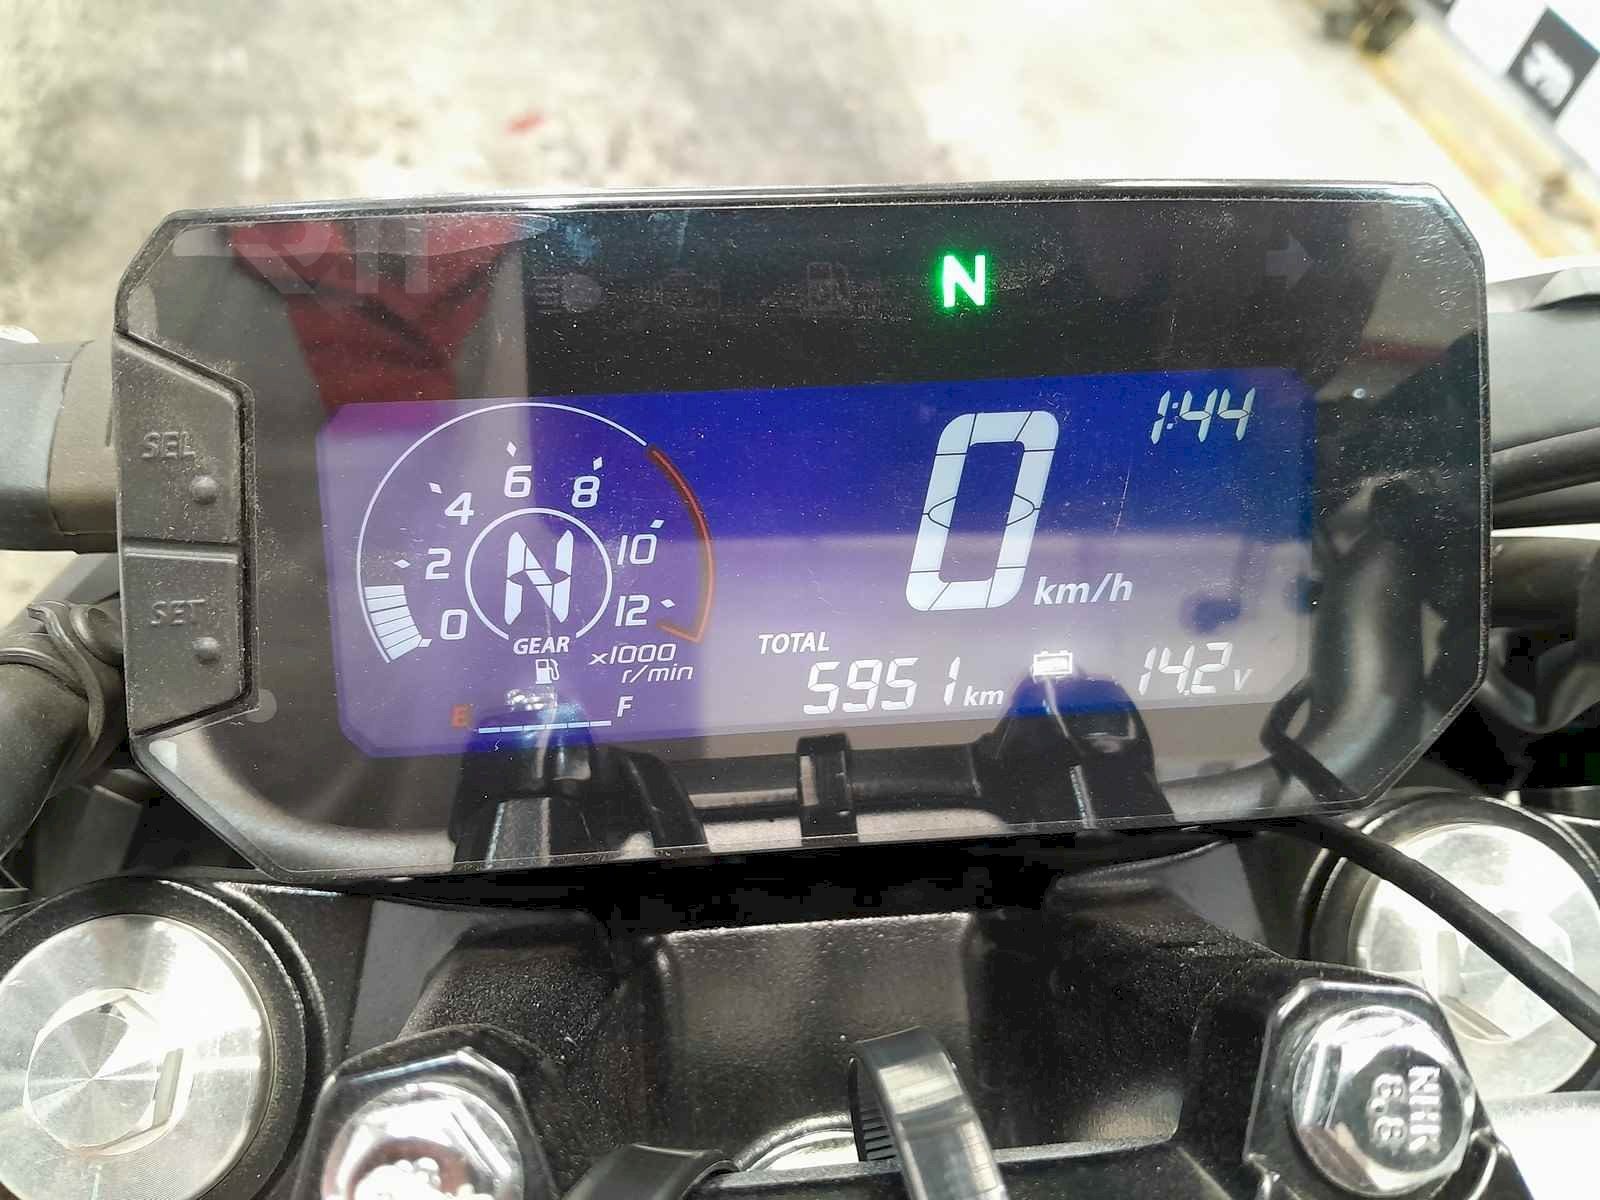 N
SEL
SET
1:44
0 km/h
0 2 4 6 8 10 12
N
GEAR
x1000
r/min
E F
TOTAL
5951 km
14.2 V
NHK
8.8